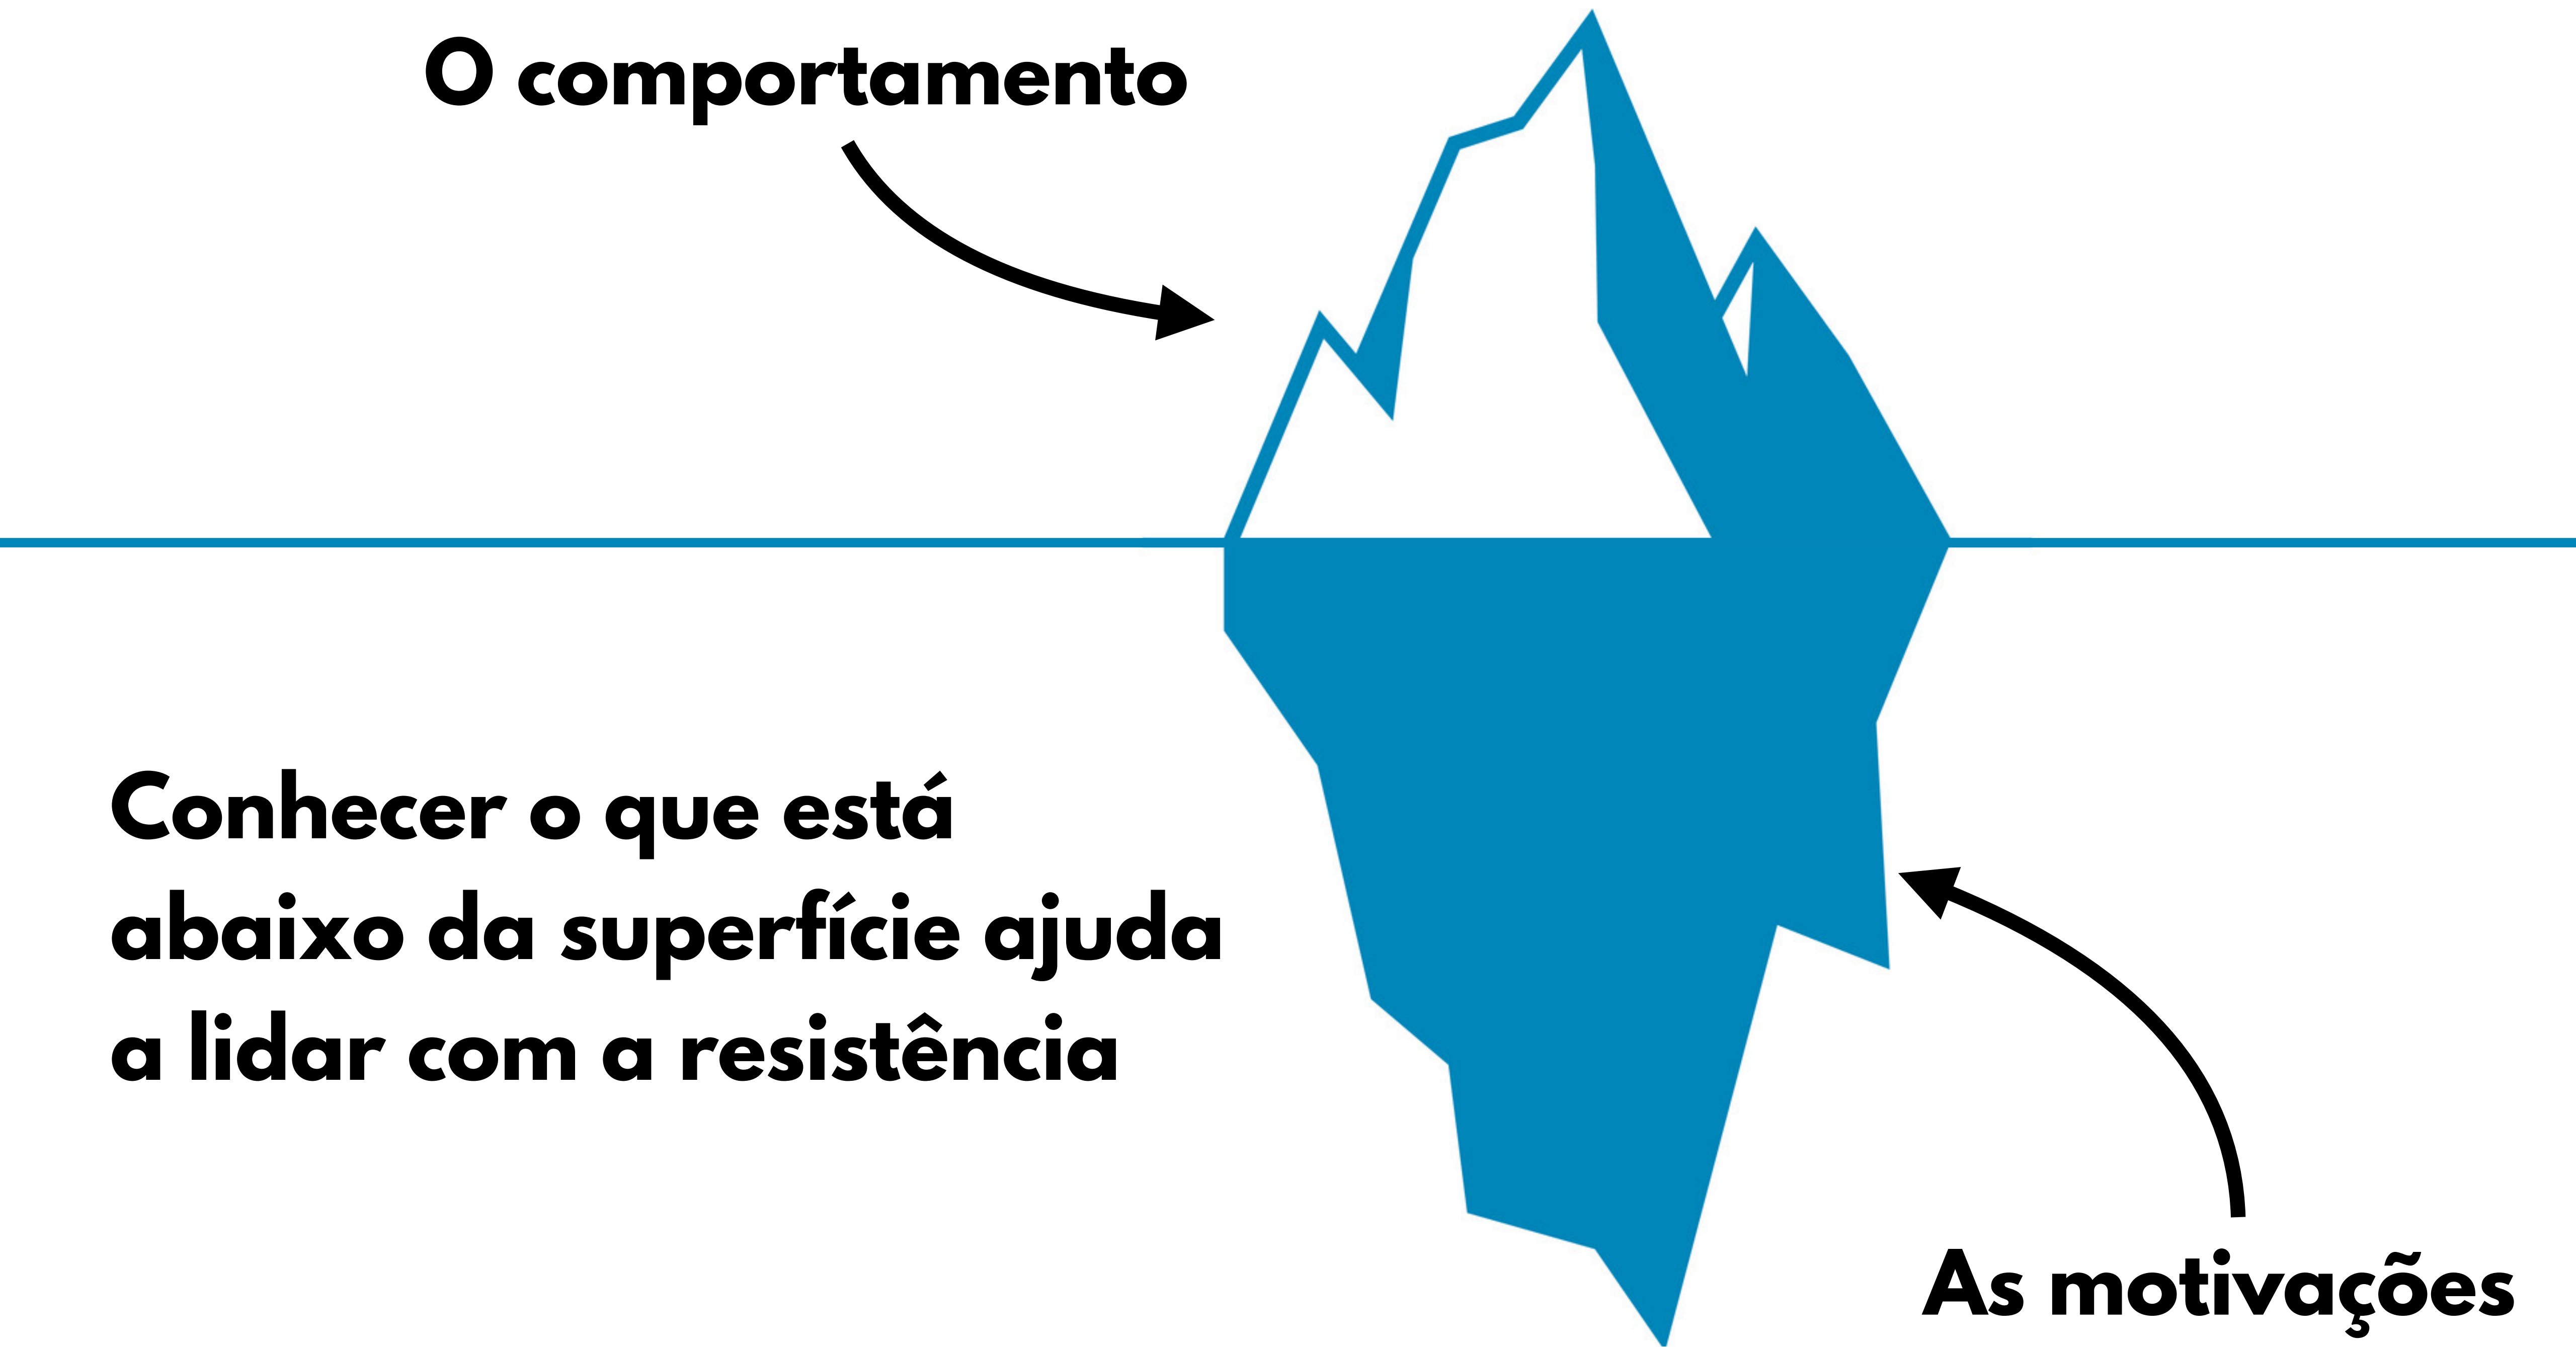 O comportamento
Conhecer o que está
abaixo da superfície ajuda
a lidar com a resistência
As motivações